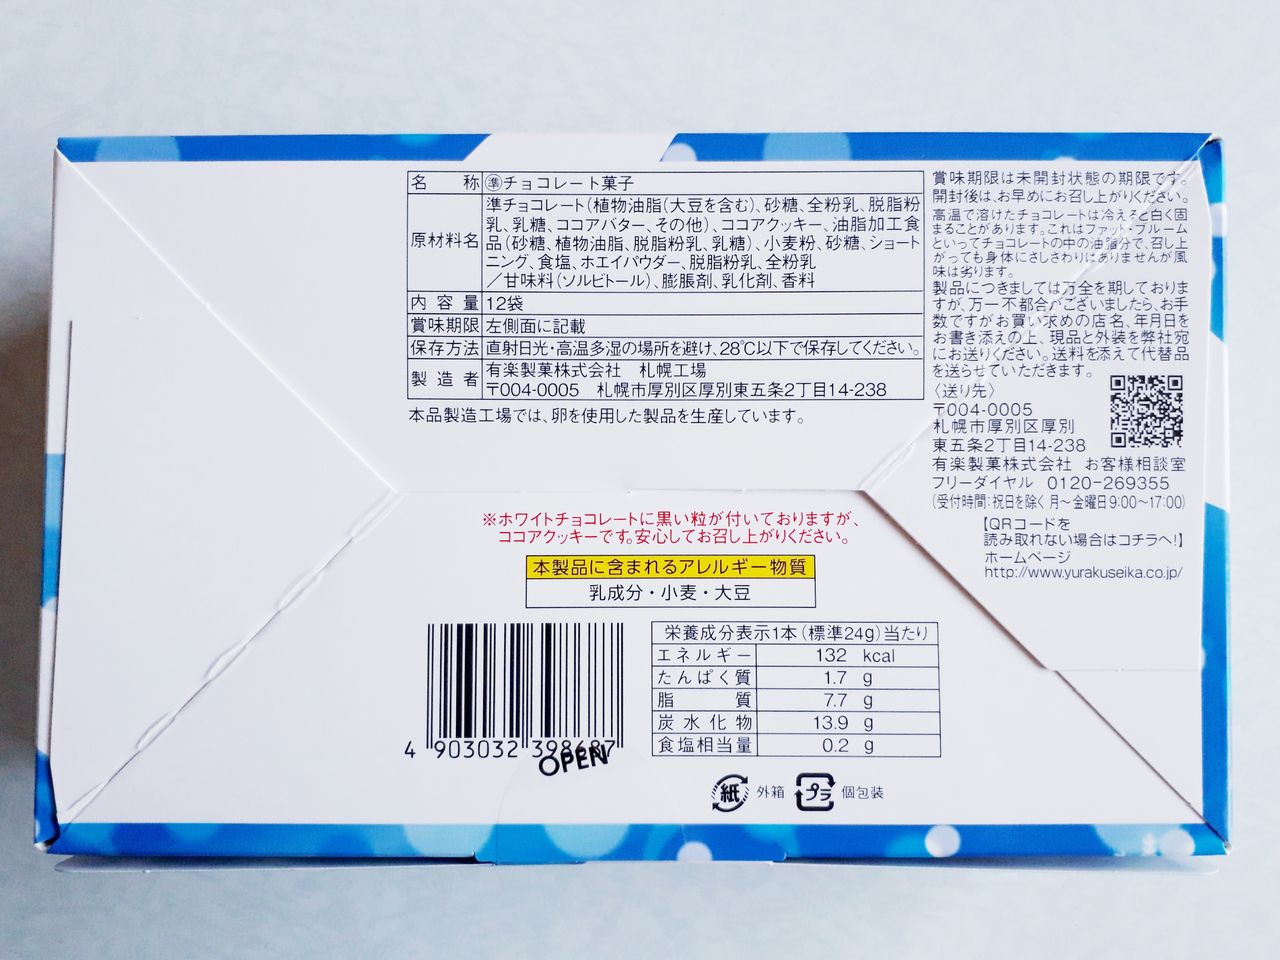 名称 ㊜チョコレート菓子
原材料名 準チョコレート(植物油脂(大豆を含む)、砂糖、全粉乳、脱脂粉
乳、乳糖、ココアバター、その他)、ココアクッキー、油脂加工食
品(砂糖、植物油脂、脱脂粉乳、乳糖)、小麦粉、砂糖、ショート
ニング、食塩、ホエイパウダー、脱脂粉乳、全粉乳
/甘味料(ソルビトール)、膨脹剤、乳化剤、香料
内容量 12袋
賞味期限 左側面に記載
保存方法 直射日光・高温多湿の場所を避け、28℃以下で保存してください。
製造者 有楽製菓株式会社 札幌工場
〒004-0005 札幌市厚別区厚別東五条2丁目14-238
本品製造工場では、卵を使用した製品を生産しています。
賞味期限は未開封状態の期限です。
開封後は、お早めにお召し上がりください。
高温で溶けたチョコレートは冷えると白く固
まることがあります。これはファット・ブルーム
といってチョコレートの中の油脂分で、召し上
がっても身体にさしさわりはありませんが風
味は劣ります。
製品につきましては万全を期しておりま
すが、万一不都合がございましたら、お手
数ですがお買い求めの店名、年月日を
お書き添えの上、現品と外装を弊社宛
にお送りください。送料を添えて代替品
を送らせていただきます。
〈送り先〉
〒004-0005
札幌市厚別区厚別
東五条2丁目14-238
有楽製菓株式会社 お客様相談室
フリーダイヤル 0120-269355
(受付時間:祝日を除く 月～金曜日9:00～17:00)
【QRコードを
読み取れない場合はコチラへ!】
ホームページ
http://www.yurakuseika.co.jp/
※ホワイトチョコレートに黒い粒が付いておりますが、
ココアクッキーです。安心してお召し上がりください。
本品に含まれるアレルギー物質
乳成分・小麦・大豆
栄養成分表示1本(標準24g)当たり
エネルギー 132 kcal
たんぱく質 1.7 g
脂質 7.7 g
炭水化物 13.9 g
食塩相当量 0.2 g
4 903032 398687
OPEN
紙 外箱 プラ 個包装